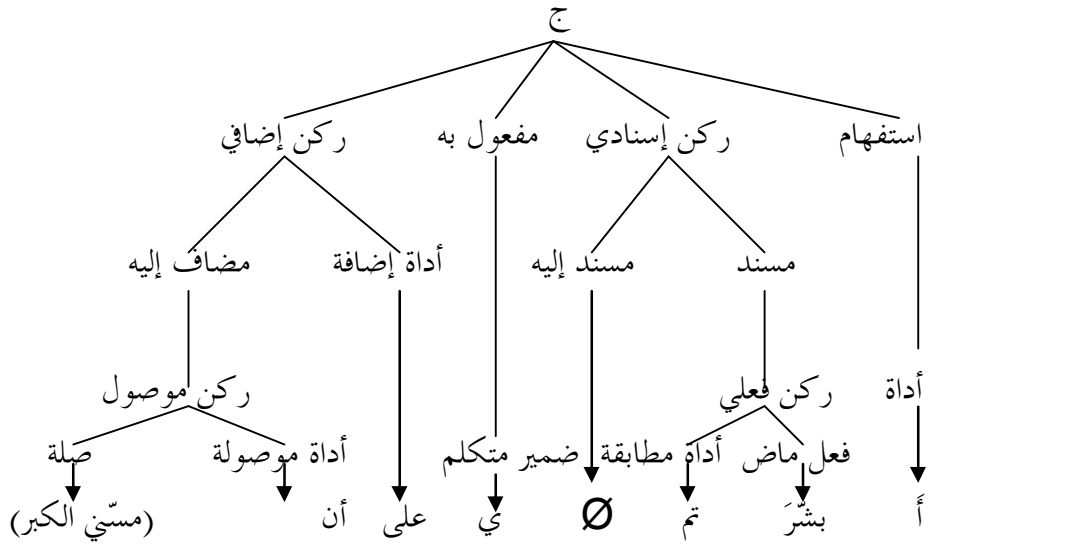 ج
استفهام ركن إسنادي مفعول به ركن إضافي
مسند مسند إليه أداة إضافة مضاف إليه
أداة ركن فعلي ركن موصول
فعل ماض أداة مطابقة ضمير متكلم أداة موصولة صلة
أَ بشّرَ تم Ø ي على أن (مسّني الكبر)